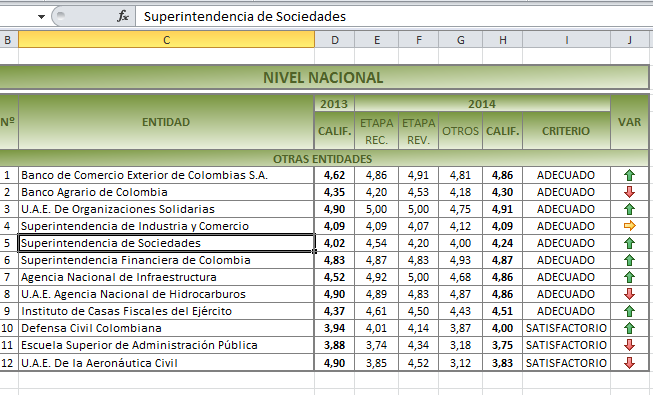 fx Superintendencia de Sociedades
B C D E F G H I J
NIVEL NACIONAL
Nº ENTIDAD 2013 2014 VAR
CALIF. ETAPA REC. ETAPA REV. OTROS CALIF. CRITERIO
OTRAS ENTIDADES
1 Banco de Comercio Exterior de Colombias S.A. 4,62 4,86 4,91 4,81 4,86 ADECUADO
2 Banco Agrario de Colombia 4,35 4,20 4,53 4,18 4,30 ADECUADO
3 U.A.E. De Organizaciones Solidarias 4,90 5,00 5,00 4,75 4,91 ADECUADO
4 Superintendencia de Industria y Comercio 4,09 4,09 4,07 4,12 4,09 ADECUADO
5 Superintendencia de Sociedades 4,02 4,54 4,20 4,00 4,24 ADECUADO
6 Superintendencia Financiera de Colombia 4,83 4,87 4,83 4,93 4,87 ADECUADO
7 Agencia Nacional de Infraestructura 4,52 4,92 5,00 4,68 4,86 ADECUADO
8 U.A.E. Agencia Nacional de Hidrocarburos 4,90 4,89 4,83 4,87 4,86 ADECUADO
9 Instituto de Casas Fiscales del Ejército 4,37 4,61 4,50 4,43 4,51 ADECUADO
10 Defensa Civil Colombiana 3,94 4,01 4,14 3,87 4,00 SATISFACTORIO
11 Escuela Superior de Administración Pública 3,88 3,74 4,34 3,18 3,75 SATISFACTORIO
12 U.A.E. De la Aeronáutica Civil 4,90 3,85 4,52 3,12 3,83 SATISFACTORIO